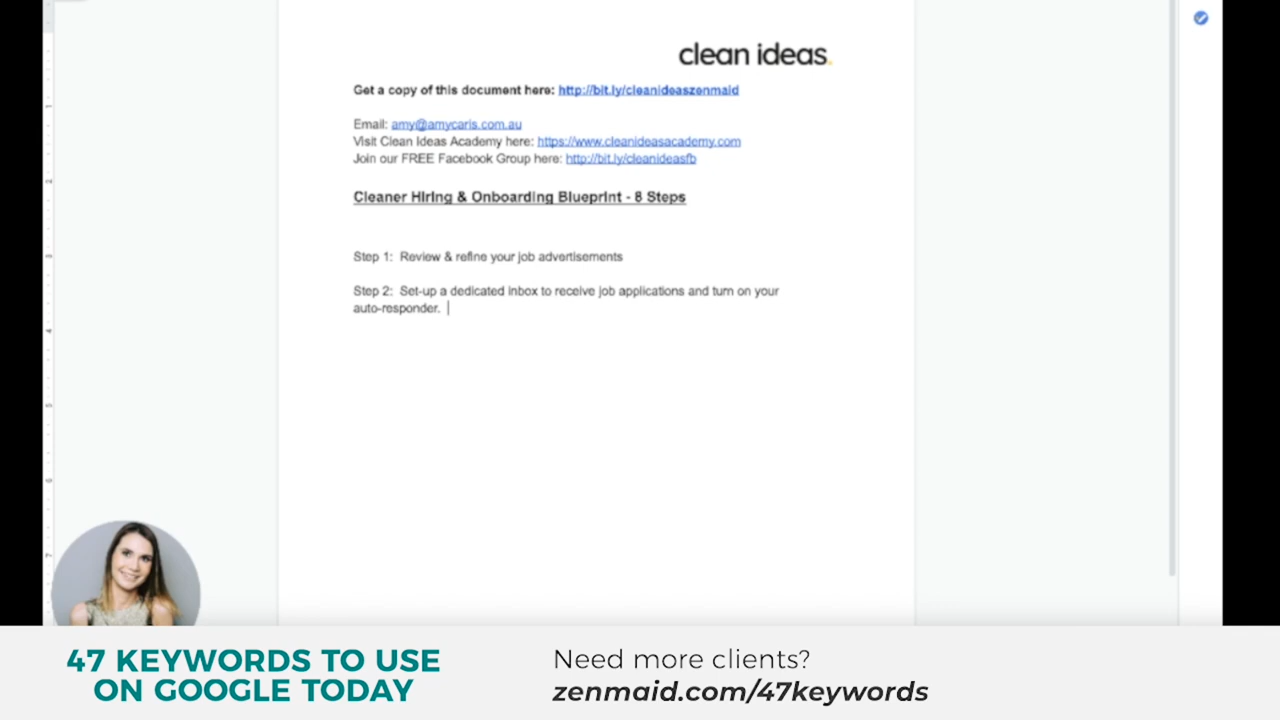 clean ideas.
Get a copy of this document here: http://bit.ly/cleanideaszenmaid
Email: amy@amycaris.com.au
Visit Clean Ideas Academy here: https://www.cleanideasacademy.com
Join our FREE Facebook Group here: http://bit.ly/cleanideasfb
Cleaner Hiring & Onboarding Blueprint - 8 Steps
Step 1: Review & refine your job advertisements
Step 2: Set-up a dedicated inbox to receive job applications and turn on your
auto-responder.
47 KEYWORDS TO USE
ON GOOGLE TODAY
Need more clients?
zenmaid.com/47keywords